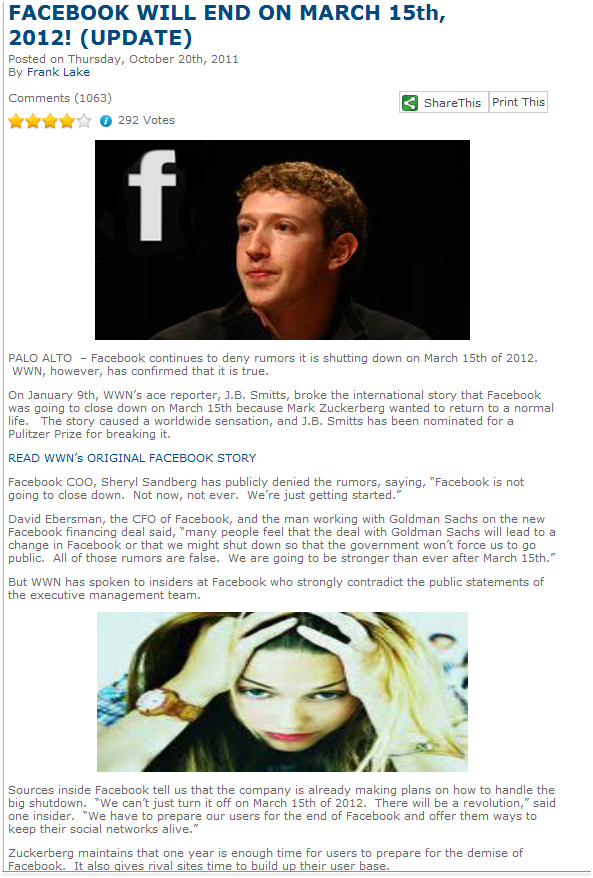 FACEBOOK WILL END ON MARCH 15th,
2012! (UPDATE)
Posted on Thursday, October 20th, 2011
By Frank Lake
Comments (1063)
ShareThis Print This
292 Votes
f
PALO ALTO – Facebook continues to deny rumors it is shutting down on March 15th of 2012.
WWN, however, has confirmed that it is true.
On January 9th, WWN's ace reporter, J.B. Smitts, broke the international story that Facebook
was going to close down on March 15th because Mark Zuckerberg wanted to return to a normal
life. The story caused a worldwide sensation, and J.B. Smitts has been nominated for a
Pulitzer Prize for breaking it.
READ WWN's ORIGINAL FACEBOOK STORY
Facebook COO, Sheryl Sandberg has publicly denied the rumors, saying, “Facebook is not
going to close down. Not now, not ever. We're just getting started.”
David Ebersman, the CFO of Facebook, and the man working with Goldman Sachs on the new
Facebook financing deal said, “many people feel that the deal with Goldman Sachs will lead to a
change in Facebook or that we might shut down so that the government won't force us to go
public. All of those rumors are false. We are going to be stronger than ever after March 15th.”
But WWN has spoken to insiders at Facebook who strongly contradict the public statements of
the executive management team.
Sources inside Facebook tell us that the company is already making plans on how to handle the
big shutdown. “We can't just turn it off on March 15th of 2012. There will be a revolution,” said
one insider. “We have to prepare our users for the end of Facebook and offer them ways to
keep their social networks alive.”
Zuckerberg maintains that one year is enough time for users to prepare for the demise of
Facebook. It also gives rival sites time to build up their user base.